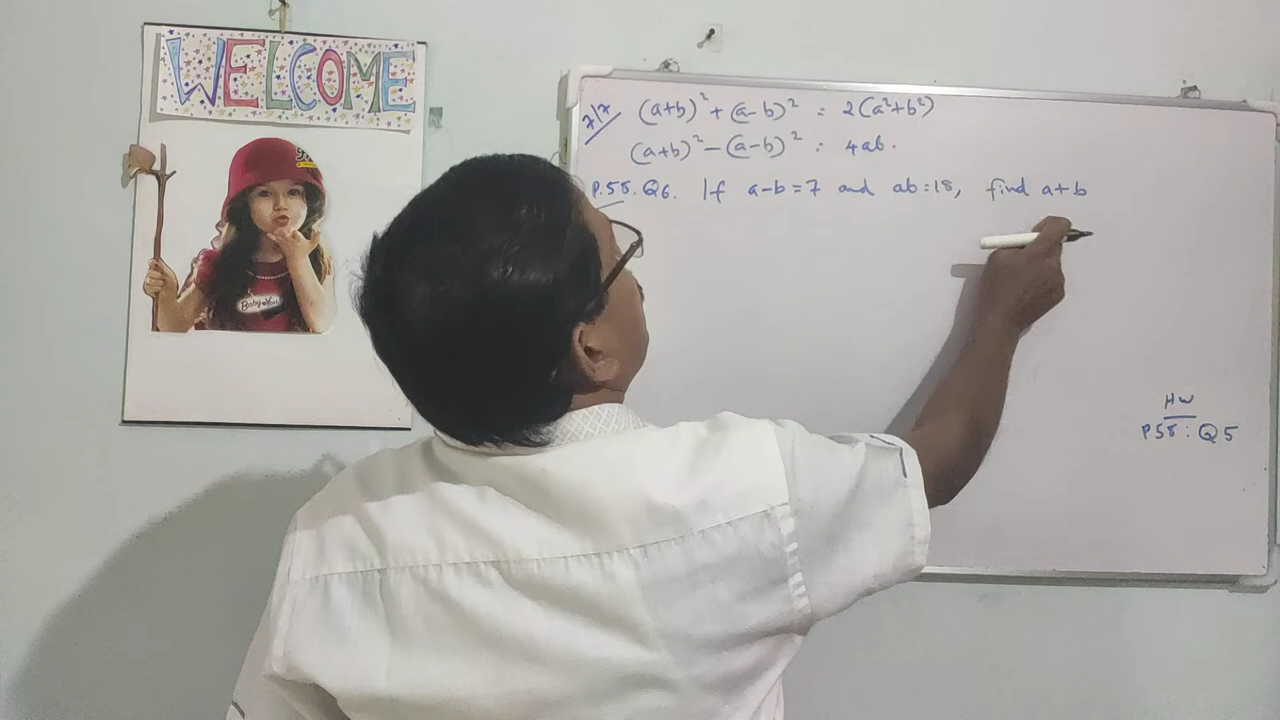 WELCOME
Baby You
7/7
(a+b)² + (a-b)² = 2(a²+b²)
(a+b)² - (a-b)² = 4ab.
P.58. Q6. If a-b=7 and ab=18, find a+b
HW
P58: Q5